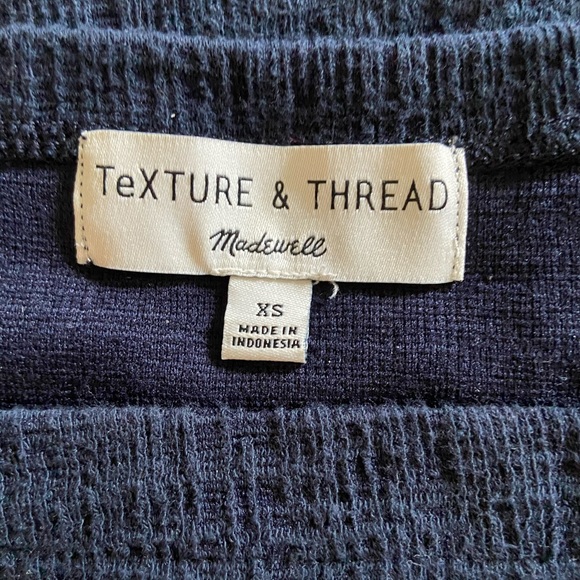 TeXTURE & THREAD
Madewell
XS
MADE IN
INDONESIA